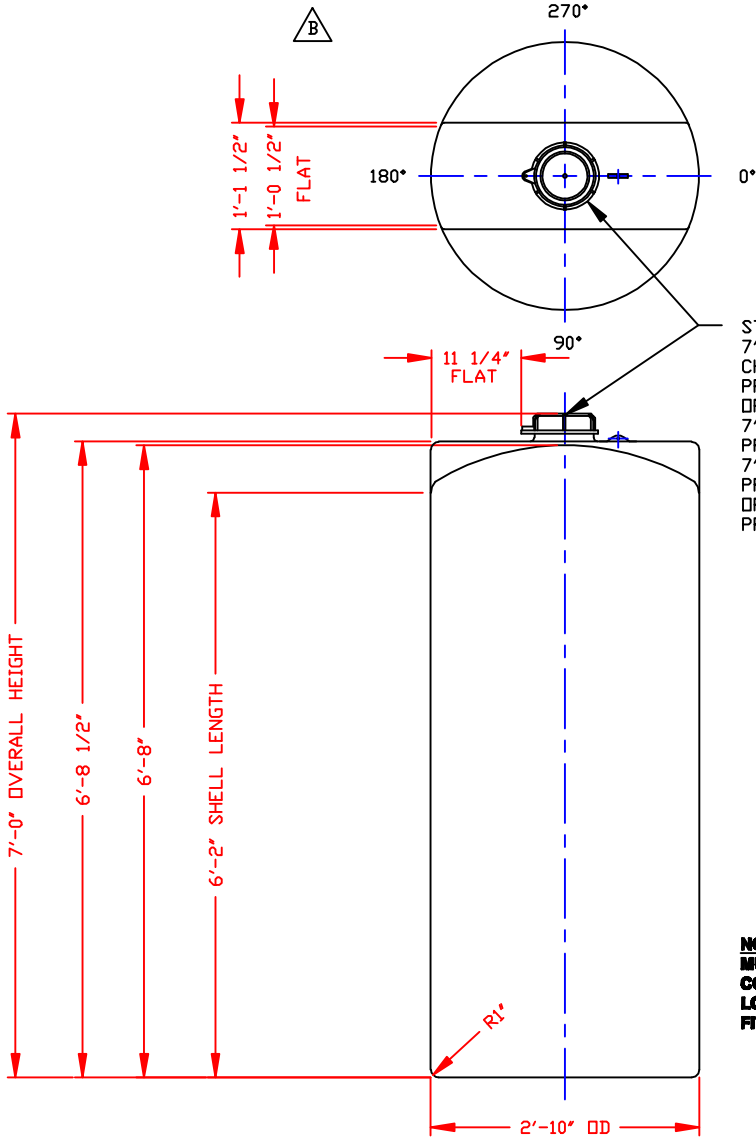 B
270°
1'-1 1/2"
1'-0 1/2"
FLAT
180°
0°
90°
11 1/4"
FLAT
7'-0" OVERALL HEIGHT
6'-8 1/2"
6'-8"
6'-2" SHELL LENGTH
R1"
2'-10" OD